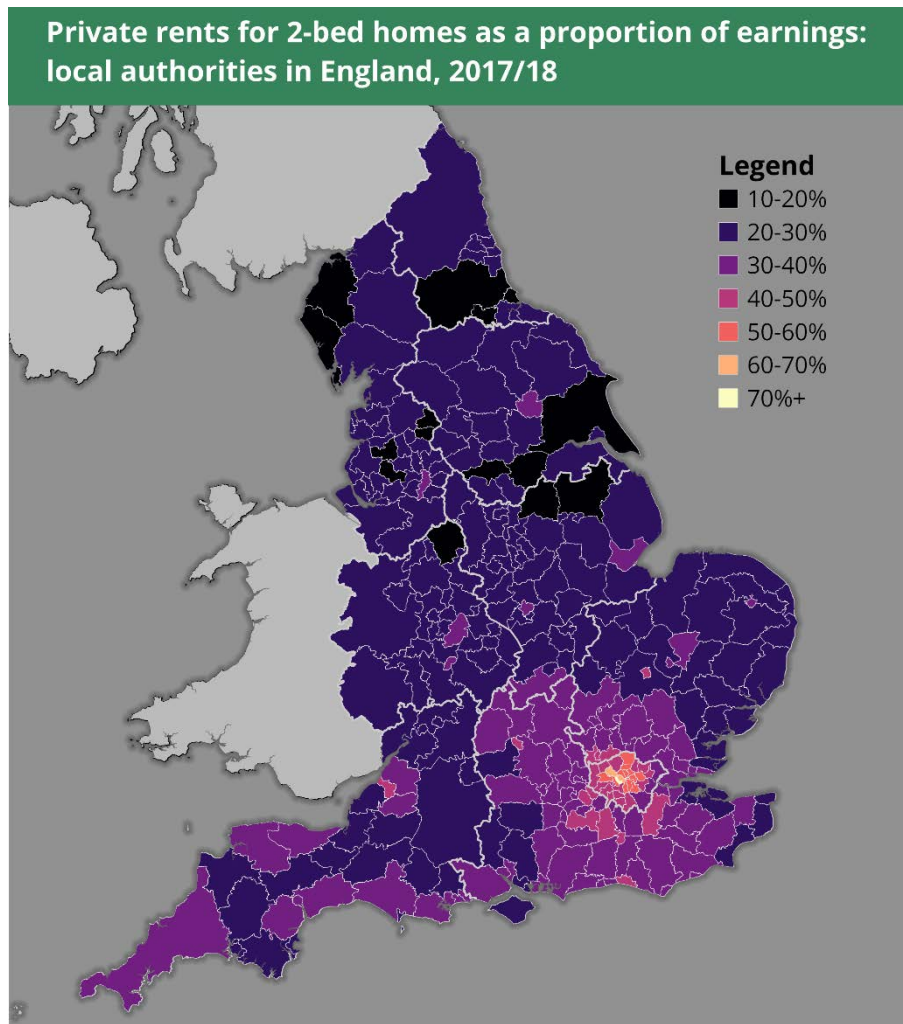 Private rents for 2-bed homes as a proportion of earnings:
local authorities in England, 2017/18
Legend
10-20%
20-30%
30-40%
40-50%
50-60%
60-70%
70%+